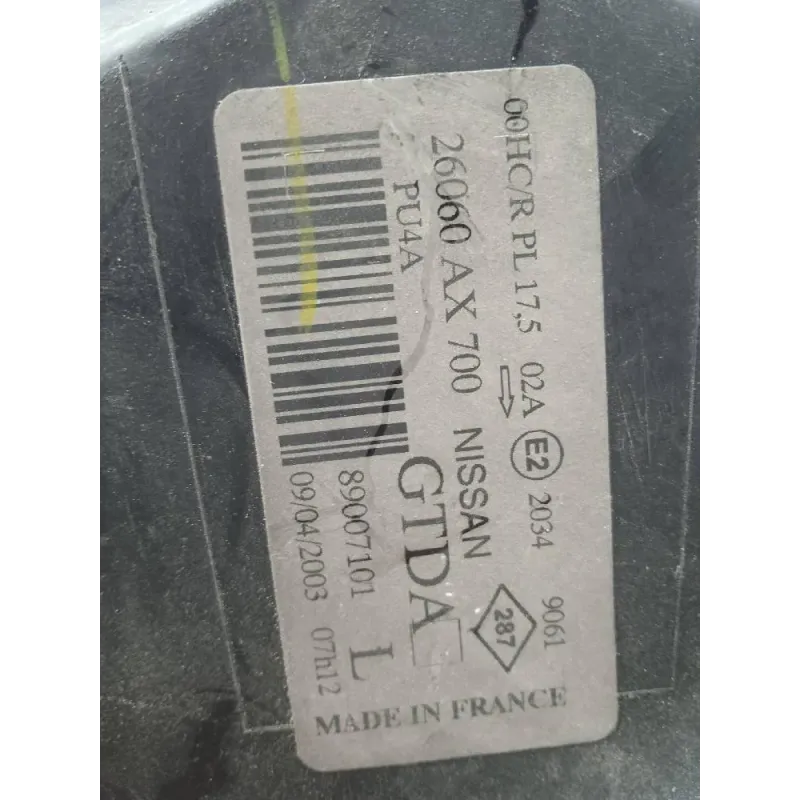 00HC/R PL 17,5 02A E2 2034 9061
26060 AX 700 NISSAN 287
PU4A GTDA
89007101 L
09/04/2003 07h12
MADE IN FRANCE